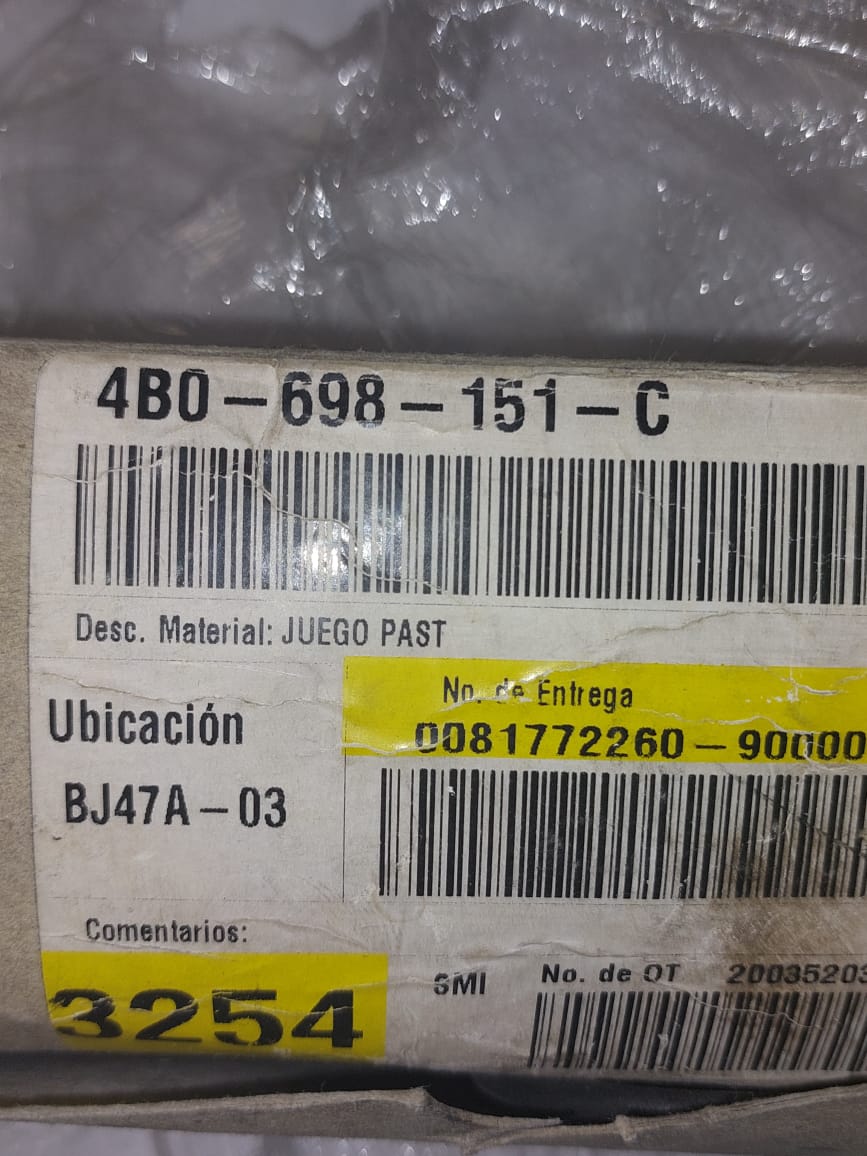 4B0-698-151-C
Desc. Material: JUEGO PAST
No. de Entrega
0081772260-90000
Ubicación
BJ47A-03
Comentarios:
3254
SMI
No. de OT 20035203